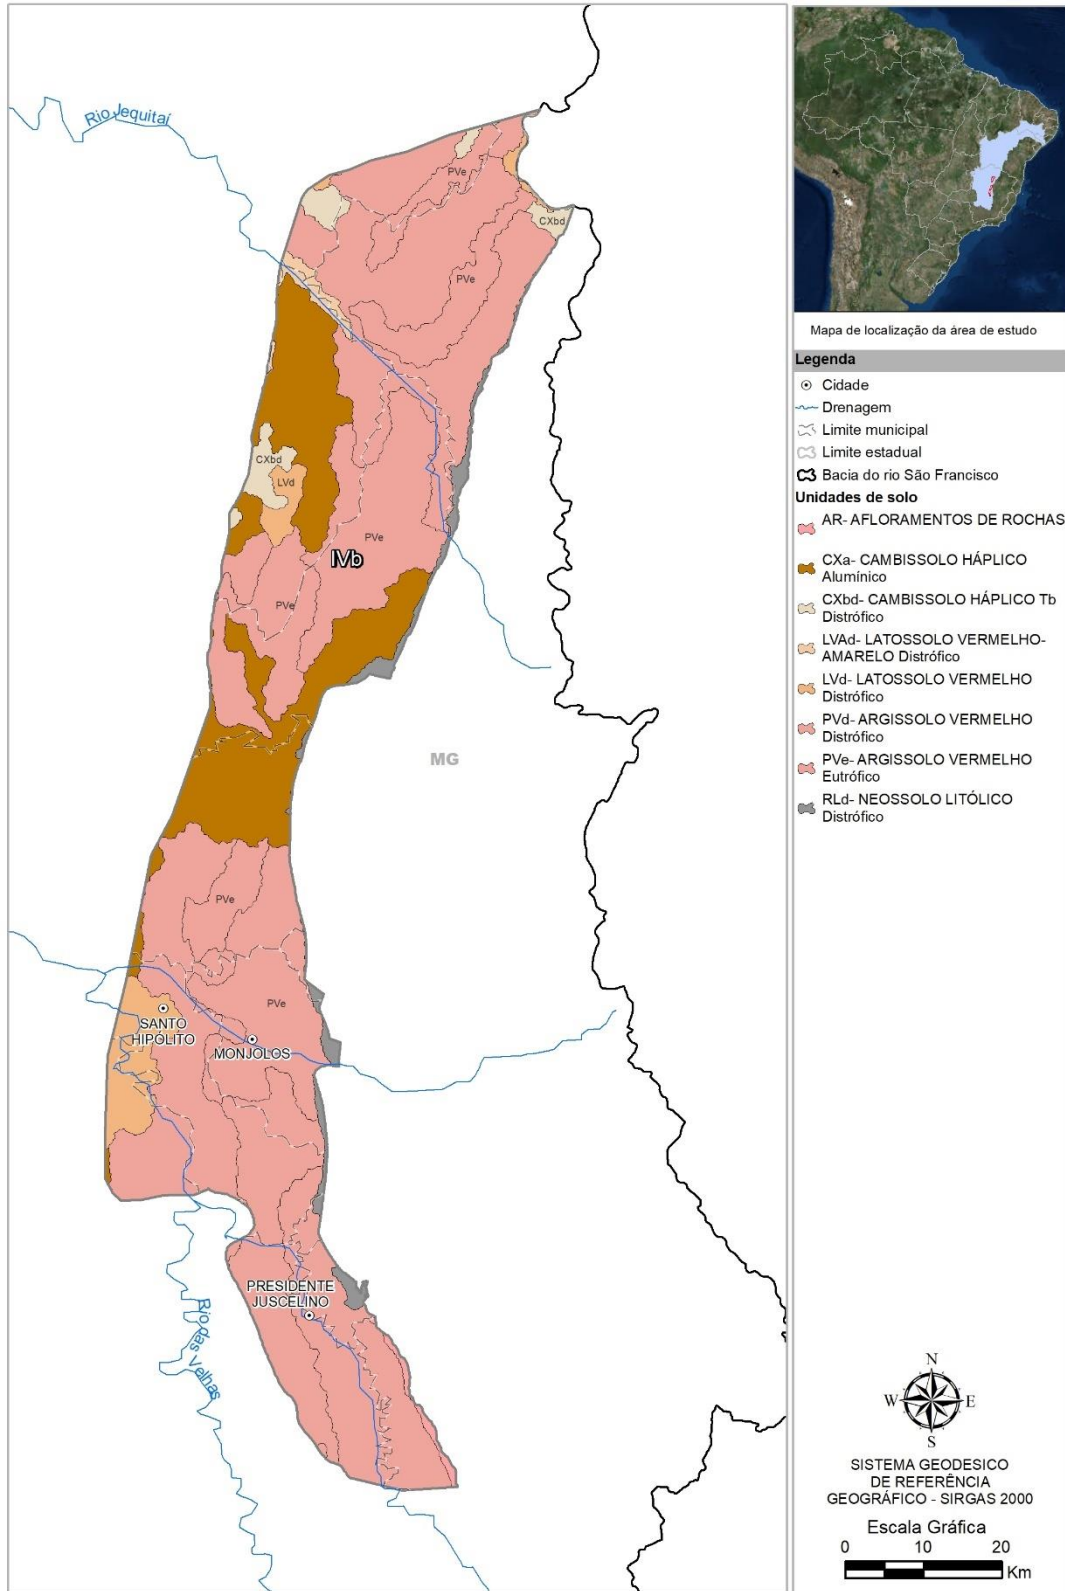 Rio Jequitaí
PVe
CXbd
PVe
CXbd
LVd
PVe
IVb
PVe
MG
PVe
PVe
SANTO
HIPÓLITO
MONJOLOS
PRESIDENTE
JUSCELINO
Rio das Velhas
Mapa de localização da área de estudo
Legenda
Cidade
Drenagem
Limite municipal
Limite estadual
Bacia do rio São Francisco
Unidades de solo
AR- AFLORAMENTOS DE ROCHAS
CXa- CAMBISSOLO HÁPLICO
Alumínico
CXbd- CAMBISSOLO HÁPLICO Tb
Distrófico
LVAd- LATOSSOLO VERMELHO-
AMARELO Distrófico
LVd- LATOSSOLO VERMELHO
Distrófico
PVd- ARGISSOLO VERMELHO
Distrófico
PVe- ARGISSOLO VERMELHO
Eutrófico
RLd- NEOSSOLO LITÓLICO
Distrófico
N
W E
S
SISTEMA GEODESICO
DE REFERÊNCIA
GEOGRÁFICO - SIRGAS 2000
Escala Gráfica
0 10 20
Km